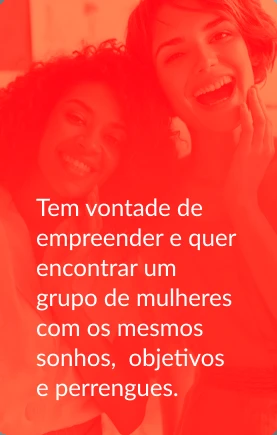 Tem vontade de
empreender e quer
encontrar um
grupo de mulheres
com os mesmos
sonhos,  objetivos
e perrengues.